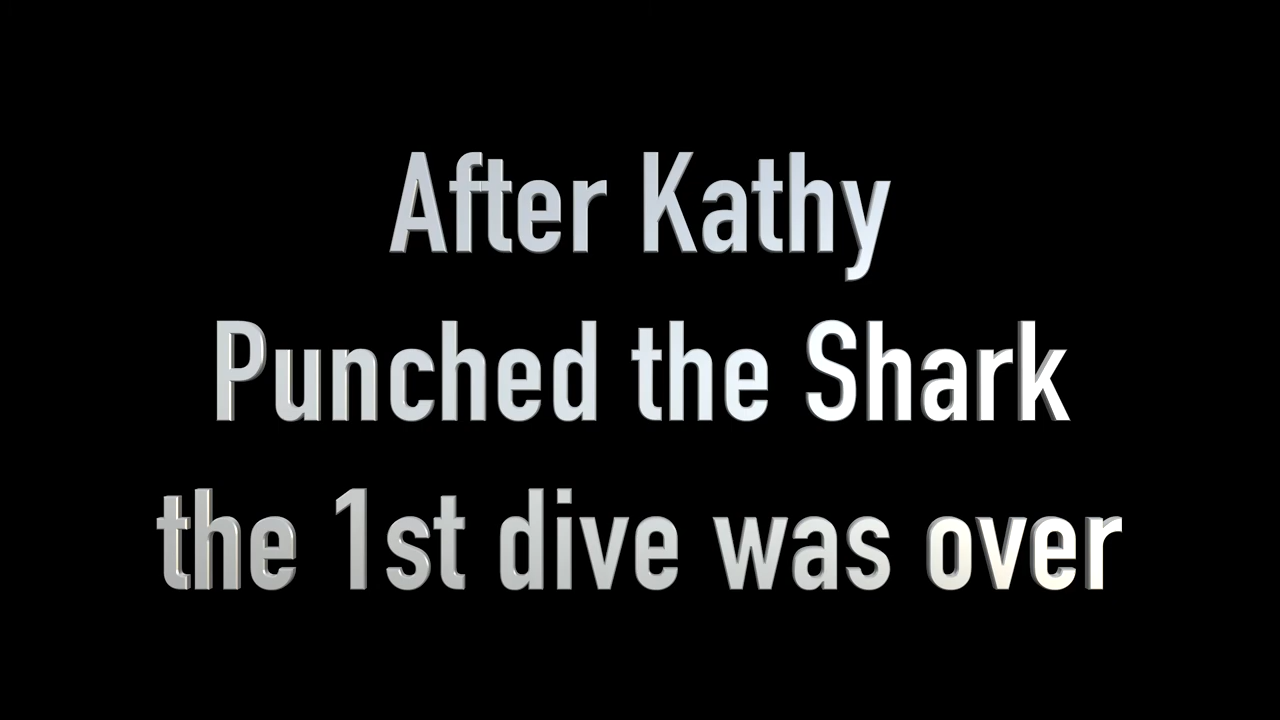 After Kathy
Punched the Shark
the 1st dive was over